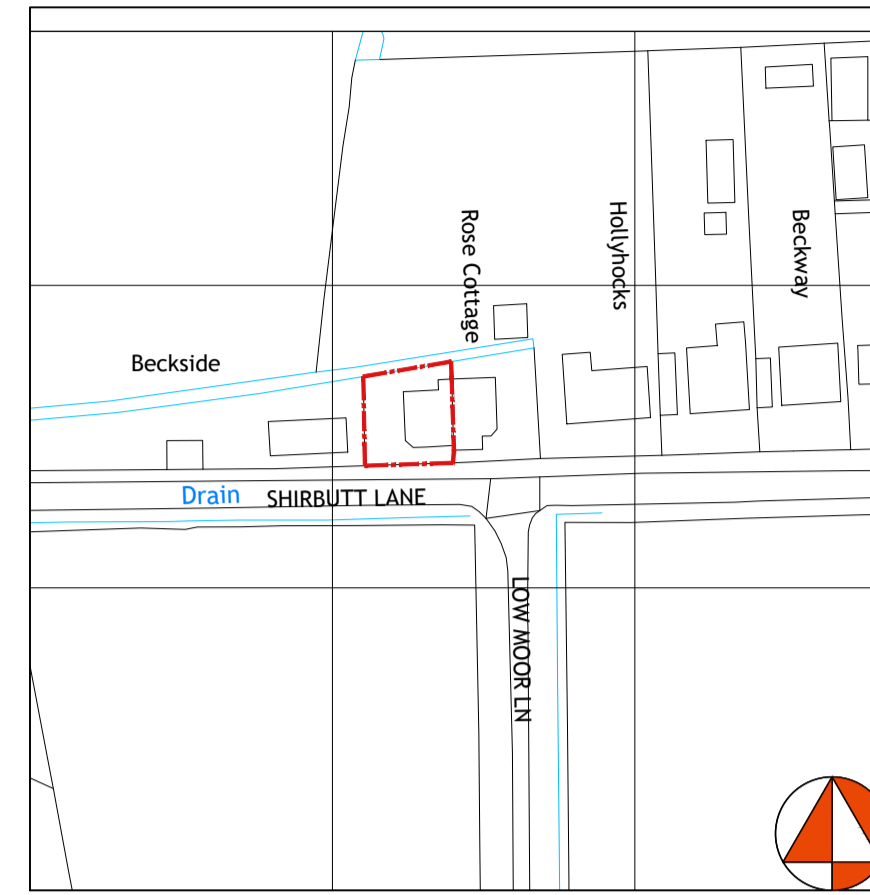 Rose Cottage
Hollyhocks
Beckway
Beckside
Drain
SHIRBUTT LANE
LOW MOOR LN